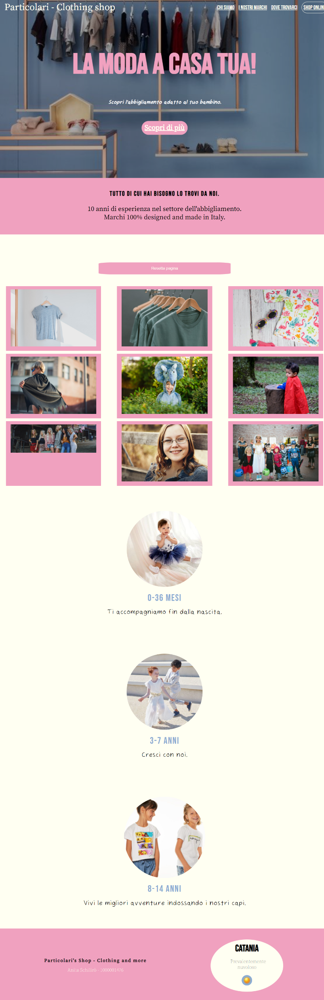 Particolari - Clothing shop
CHI SIAMO I NOSTRI MARCHI DOVE TROVARCI SHOP ONLIN
LA MODA A CASA TUA!
Scopri l'abbigliamento adatto al tuo bambino.
Scopri di più
TUTTO DI CUI HAI BISOGNO LO TROVI DA NOI.
10 anni di esperienza nel settore dell'abbigliamento.
Marchi 100% designed and made in Italy.
Resetta pagina
0-36 MESI
Ti accompagniamo fin dalla nascita.
3-7 ANNI
Cresci con noi.
8-14 ANNI
Vivi le migliori avventure indossando i nostri capi.
Particolari's Shop - Clothing and more
Anita Schilirò - 1000001476
CATANIA
Prevalentemente
nuvoloso